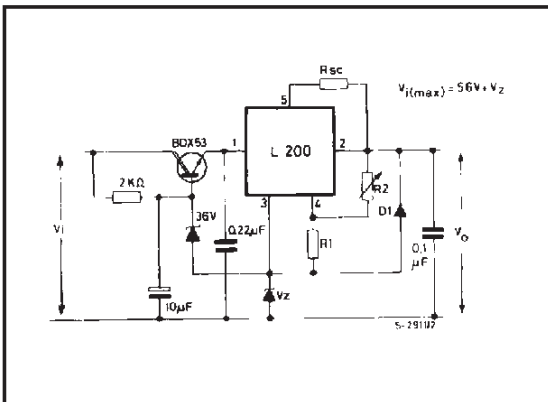 Rsc
Vi(max) = 56V + Vz
5
BDX53
1
L 200
2
2KΩ
3
4
R2
36V
D1
Vi
0.22µF
R1
Vo
0.1
µF
10µF
Vz
S-2911/2